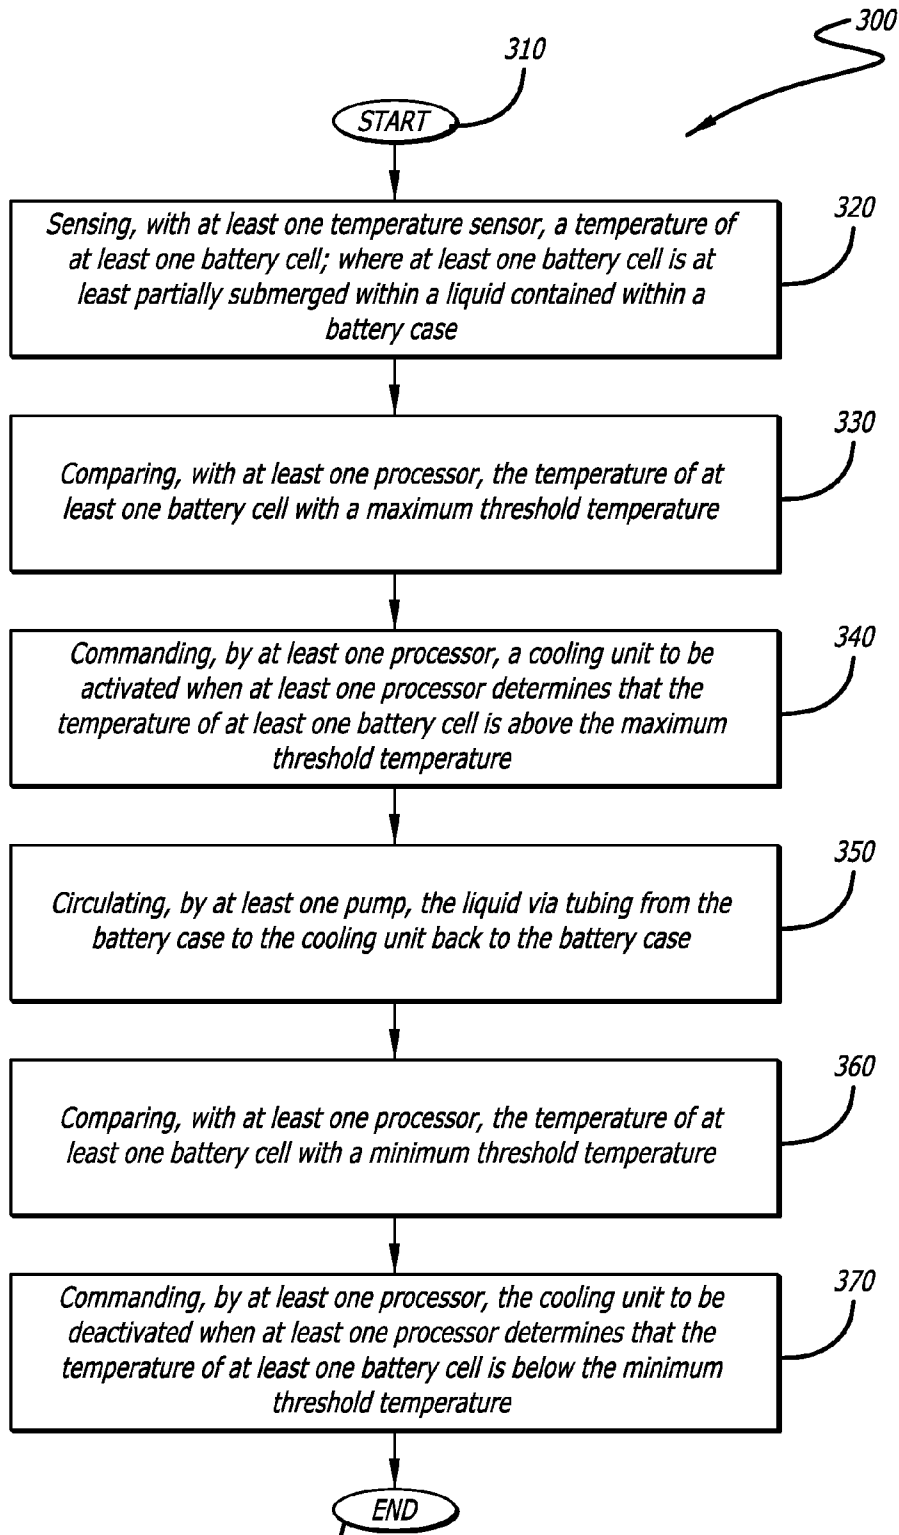 300
310
START
320
Sensing, with at least one temperature sensor, a temperature of
at least one battery cell; where at least one battery cell is at
least partially submerged within a liquid contained within a
battery case
330
Comparing, with at least one processor, the temperature of at
least one battery cell with a maximum threshold temperature
340
Commanding, by at least one processor, a cooling unit to be
activated when at least one processor determines that the
temperature of at least one battery cell is above the maximum
threshold temperature
350
Circulating, by at least one pump, the liquid via tubing from the
battery case to the cooling unit back to the battery case
360
Comparing, with at least one processor, the temperature of at
least one battery cell with a minimum threshold temperature
370
Commanding, by at least one processor, the cooling unit to be
deactivated when at least one processor determines that the
temperature of at least one battery cell is below the minimum
threshold temperature
END